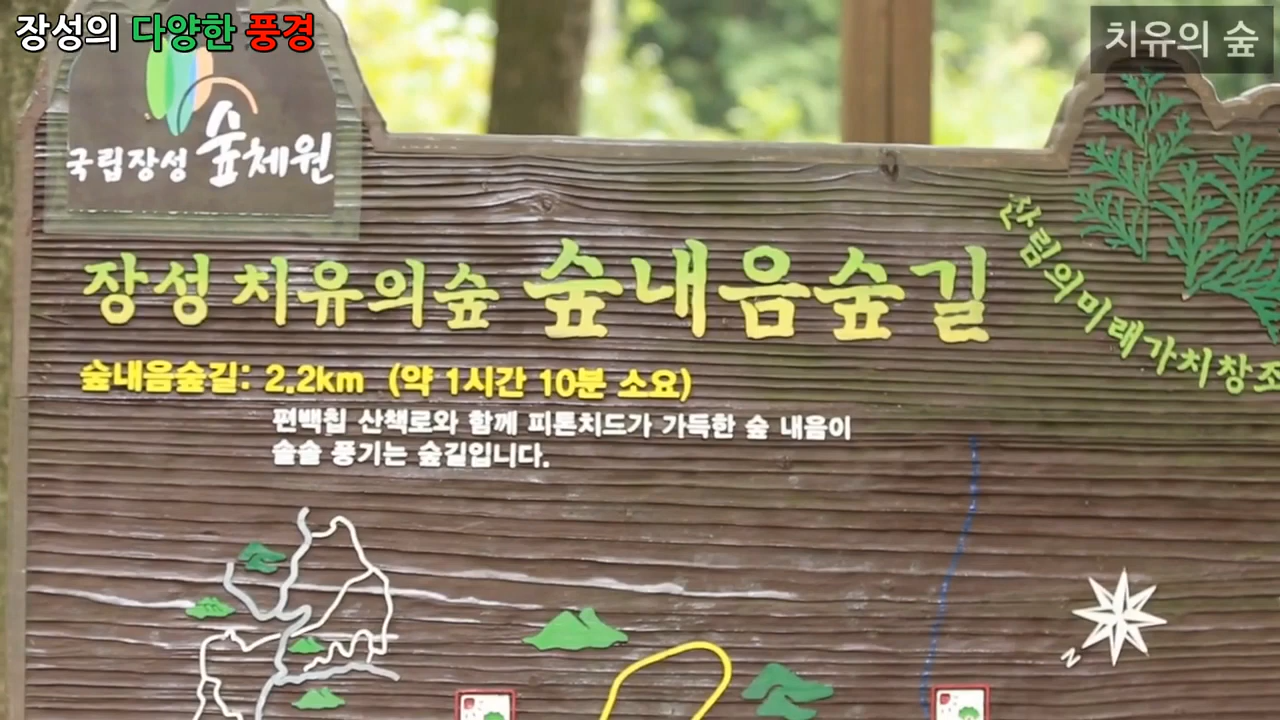 장성의 다양한 풍경
치유의 숲
국립장성 숲체원
장성 치유의숲 숲내음숲길
산림의미래가치창조
숲내음숲길: 2.2km (약 1시간 10분 소요)
편백칩 산책로와 함께 피톤치드가 가득한 숲 내음이
솔솔 풍기는 숲길입니다.
N